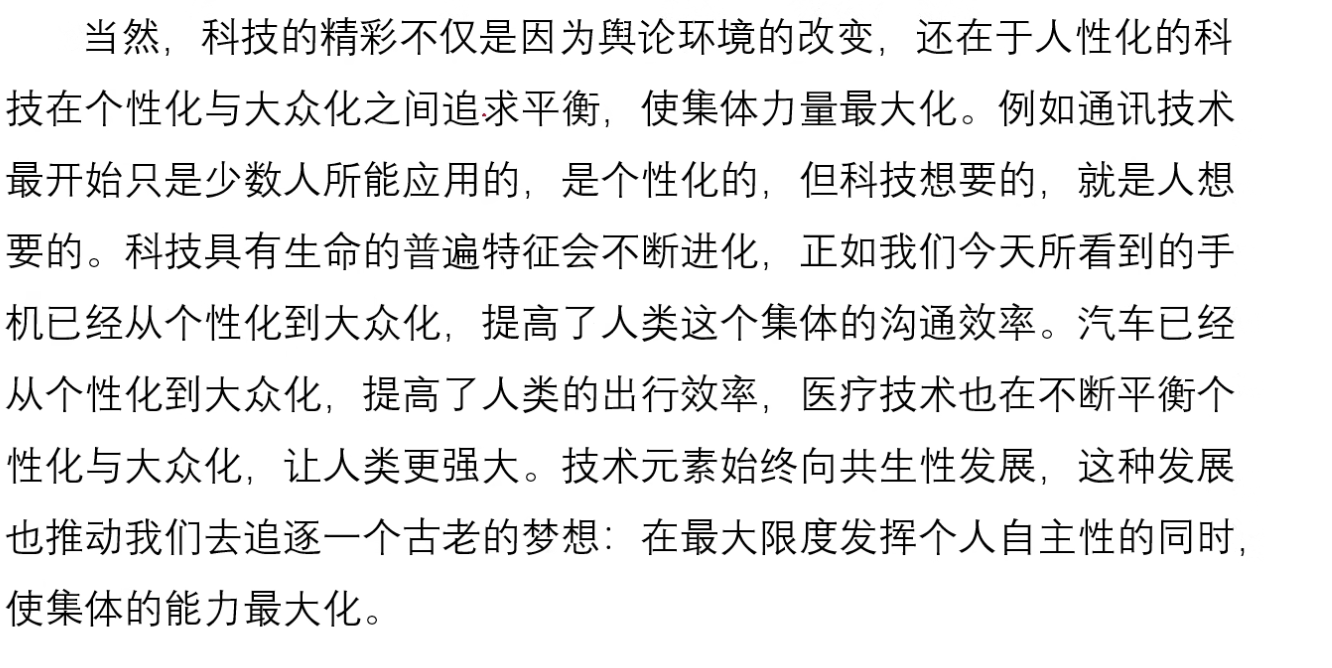 当然，科技的精彩不仅是因为舆论环境的改变，还在于人性化的科
技在个性化与大众化之间追求平衡，使集体力量最大化。例如通讯技术
最开始只是少数人所能应用的，是个性化的，但科技想要的，就是人想
要的。科技具有生命的普遍特征会不断进化，正如我们今天所看到的手
机已经从个性化到大众化，提高了人类这个集体的沟通效率。汽车已经
从个性化到大众化，提高了人类的出行效率，医疗技术也在不断平衡个
性化与大众化，让人类更强大。技术元素始终向共生性发展，这种发展
也推动我们去追逐一个古老的梦想：在最大限度发挥个人自主性的同时，
使集体的能力最大化。